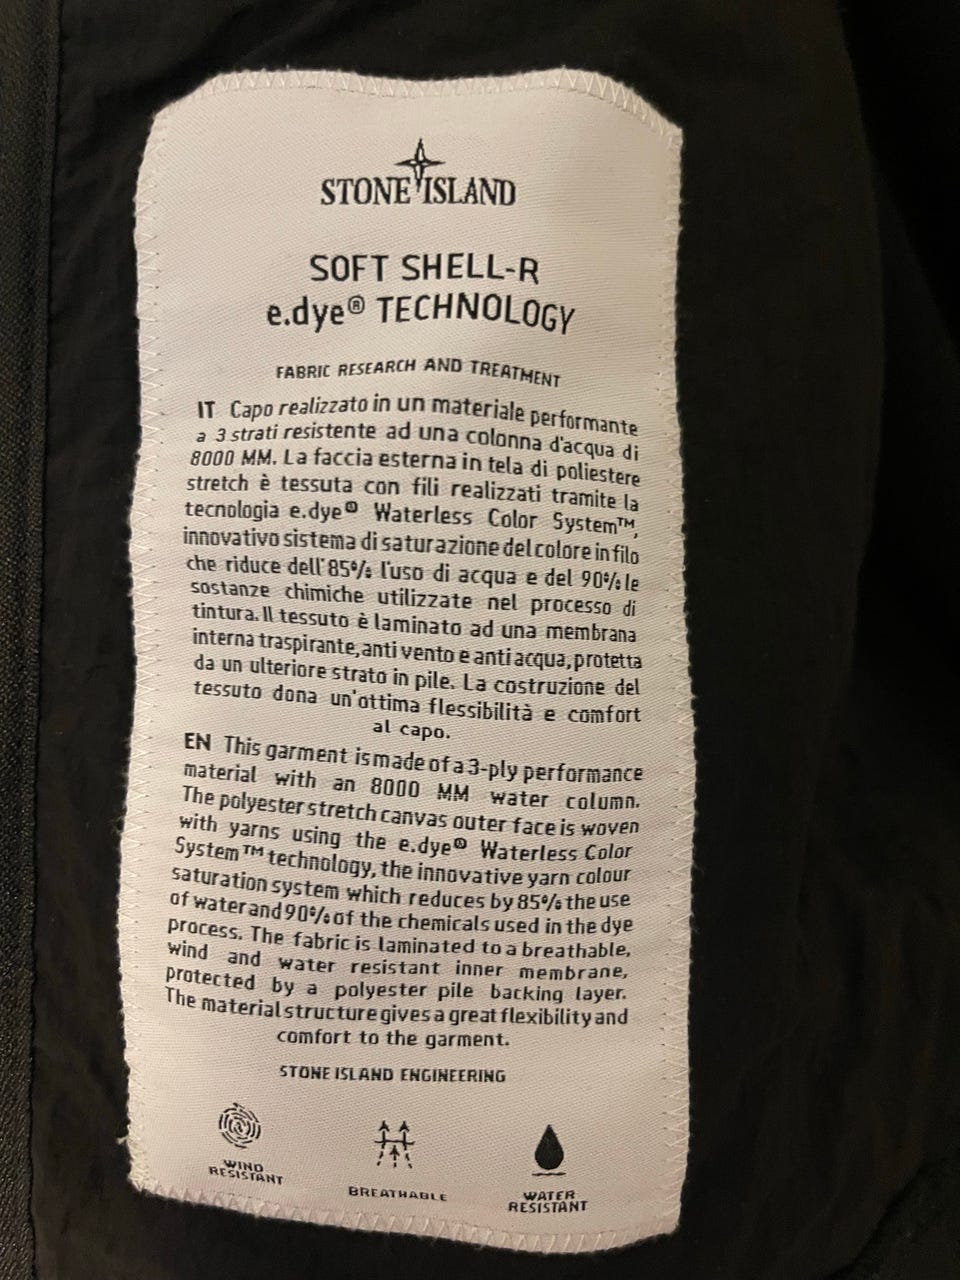 STONE ISLAND
SOFT SHELL-R
e.dye® TECHNOLOGY
FABRIC RESEARCH AND TREATMENT
IT Capo realizzato in un materiale performante
a 3 strati resistente ad una colonna d'acqua di
8000 MM. La faccia esterna in tela di poliestere
stretch è tessuta con fili realizzati tramite la
tecnologia e.dye® Waterless Color System™,
innovativo sistema di saturazione del colore in filo
che riduce dell'85% l'uso di acqua e del 90% le
sostanze chimiche utilizzate nel processo di
tintura. Il tessuto è laminato ad una membrana
interna traspirante, anti vento e anti acqua, protetta
da un ulteriore strato in pile. La costruzione del
tessuto dona un'ottima flessibilità e comfort
al capo.
EN This garment is made of a 3-ply performance
material with an 8000 MM water column.
The polyester stretch canvas outer face is woven
with yarns using the e.dye® Waterless Color
System™ technology, the innovative yarn colour
saturation system which reduces by 85% the use
of water and 90% of the chemicals used in the dye
process. The fabric is laminated to a breathable,
wind and water resistant inner membrane,
protected by a polyester pile backing layer.
The material structure gives a great flexibility and
comfort to the garment.
STONE ISLAND ENGINEERING
WIND
RESISTANT
BREATHABLE
WATER
RESISTANT